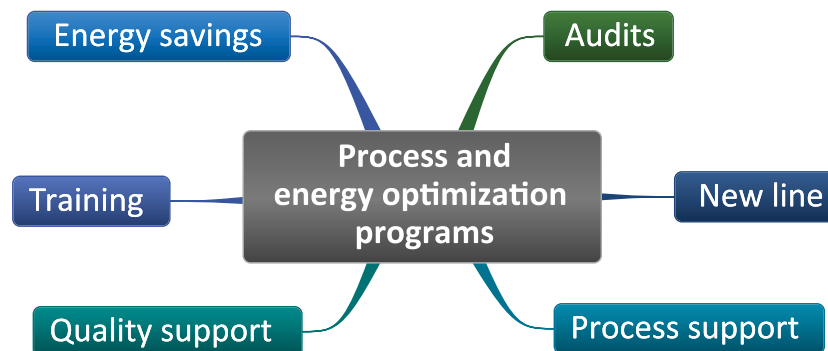 Energy savings
Audits
Process and
energy optimization
programs
Training
New line
Quality support
Process support